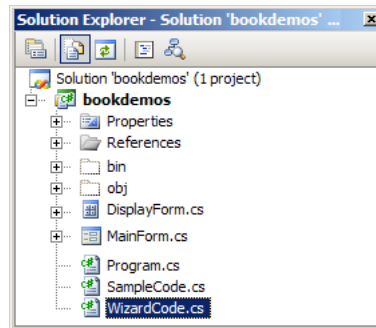 Solution Explorer - Solution 'bookdemos' ...
Solution 'bookdemos' (1 project)
bookdemos
Properties
References
bin
obj
DisplayForm.cs
MainForm.cs
Program.cs
SampleCode.cs
WizardCode.cs